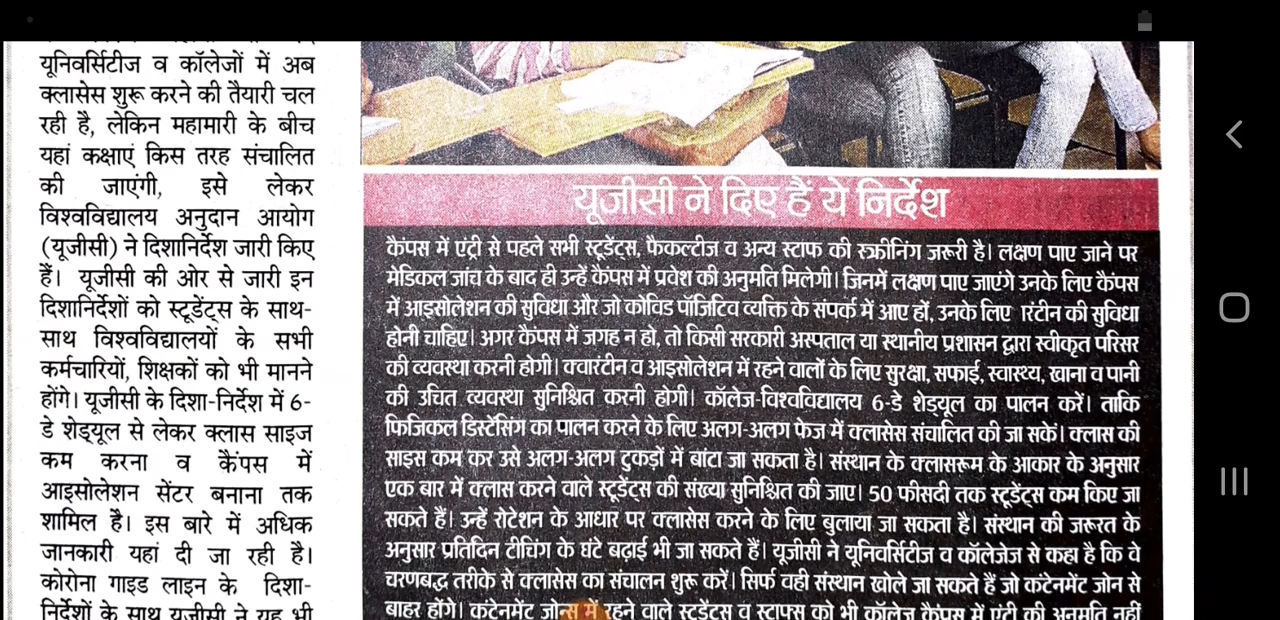 यूनिवर्सिटीज व कॉलेजों में अब
क्लासेस शुरू करने की तैयारी चल
रही है, लेकिन महामारी के बीच
यहां कक्षाएं किस तरह संचालित
की जाएंगी, इसे लेकर
विश्वविद्यालय अनुदान आयोग
(यूजीसी) ने दिशानिर्देश जारी किए
हैं। यूजीसी की ओर से जारी इन
दिशानिर्देशों को स्टूडेंट्स के साथ-
साथ विश्वविद्यालयों के सभी
कर्मचारियों, शिक्षकों को भी मानने
होंगे। यूजीसी के दिशा-निर्देश में 6-
डे शेड्यूल से लेकर क्लास साइज
कम करना व कैंपस में
आइसोलेशन सेंटर बनाना तक
शामिल है। इस बारे में अधिक
जानकारी यहां दी जा रही है।
कोरोना गाइड लाइन के दिशा-
निर्देशों के साथ यूजीसी ने यह भी
यूजीसी ने दिए हैं ये निर्देश
कैंपस में एंट्री से पहले सभी स्टूडेंट्स, फैकल्टीज व अन्य स्टाफ की स्क्रीनिंग जरूरी है। लक्षण पाए जाने पर
मेडिकल जांच के बाद ही उन्हें कैंपस में प्रवेश की अनुमति मिलेगी। जिनमें लक्षण पाए जाएंगे उनके लिए कैंपस
में आइसोलेशन की सुविधा और जो कोविड पॉजिटिव व्यक्ति के संपर्क में आए हों, उनके लिए रंटीन की सुविधा
होनी चाहिए। अगर कैंपस में जगह न हो, तो किसी सरकारी अस्पताल या स्थानीय प्रशासन द्वारा स्वीकृत परिसर
की व्यवस्था करनी होगी। क्वारंटीन व आइसोलेशन में रहने वालों के लिए सुरक्षा, सफाई, स्वास्थ्य, खाना व पानी
की उचित व्यवस्था सुनिश्चित करनी होगी। कॉलेज-विश्वविद्यालय 6-डे शेड्यूल का पालन करें। ताकि
फिजिकल डिस्टेंसिंग का पालन करने के लिए अलग-अलग फेज में क्लासेस संचालित की जा सकें। क्लास की
साइस कम कर उसे अलग-अलग टुकड़ों में बांटा जा सकता है। संस्थान के क्लासरूम के आकार के अनुसार
एक बार में क्लास करने वाले स्टूडेंट्स की संख्या सुनिश्चित की जाए। 50 फीसदी तक स्टूडेंट्स कम किए जा
सकते हैं। उन्हें रोटेशन के आधार पर क्लासेस करने के लिए बुलाया जा सकता है। संस्थान की जरूरत के
अनुसार प्रतिदिन टीचिंग के घंटे बढ़ाई भी जा सकते हैं। यूजीसी ने यूनिवर्सिटीज व कॉलेजेज से कहा है कि वे
चरणबद्ध तरीके से क्लासेस का संचालन शुरू करें। सिर्फ वही संस्थान खोले जा सकते हैं जो कंटेनमेंट जोन से
बाहर होंगे। कंटेनमेंट जोन्स में रहने वाले स्टूडेंट्स व स्टाफ्स को भी कॉलेज कैंपस में एंट्री की अनुमति नहीं